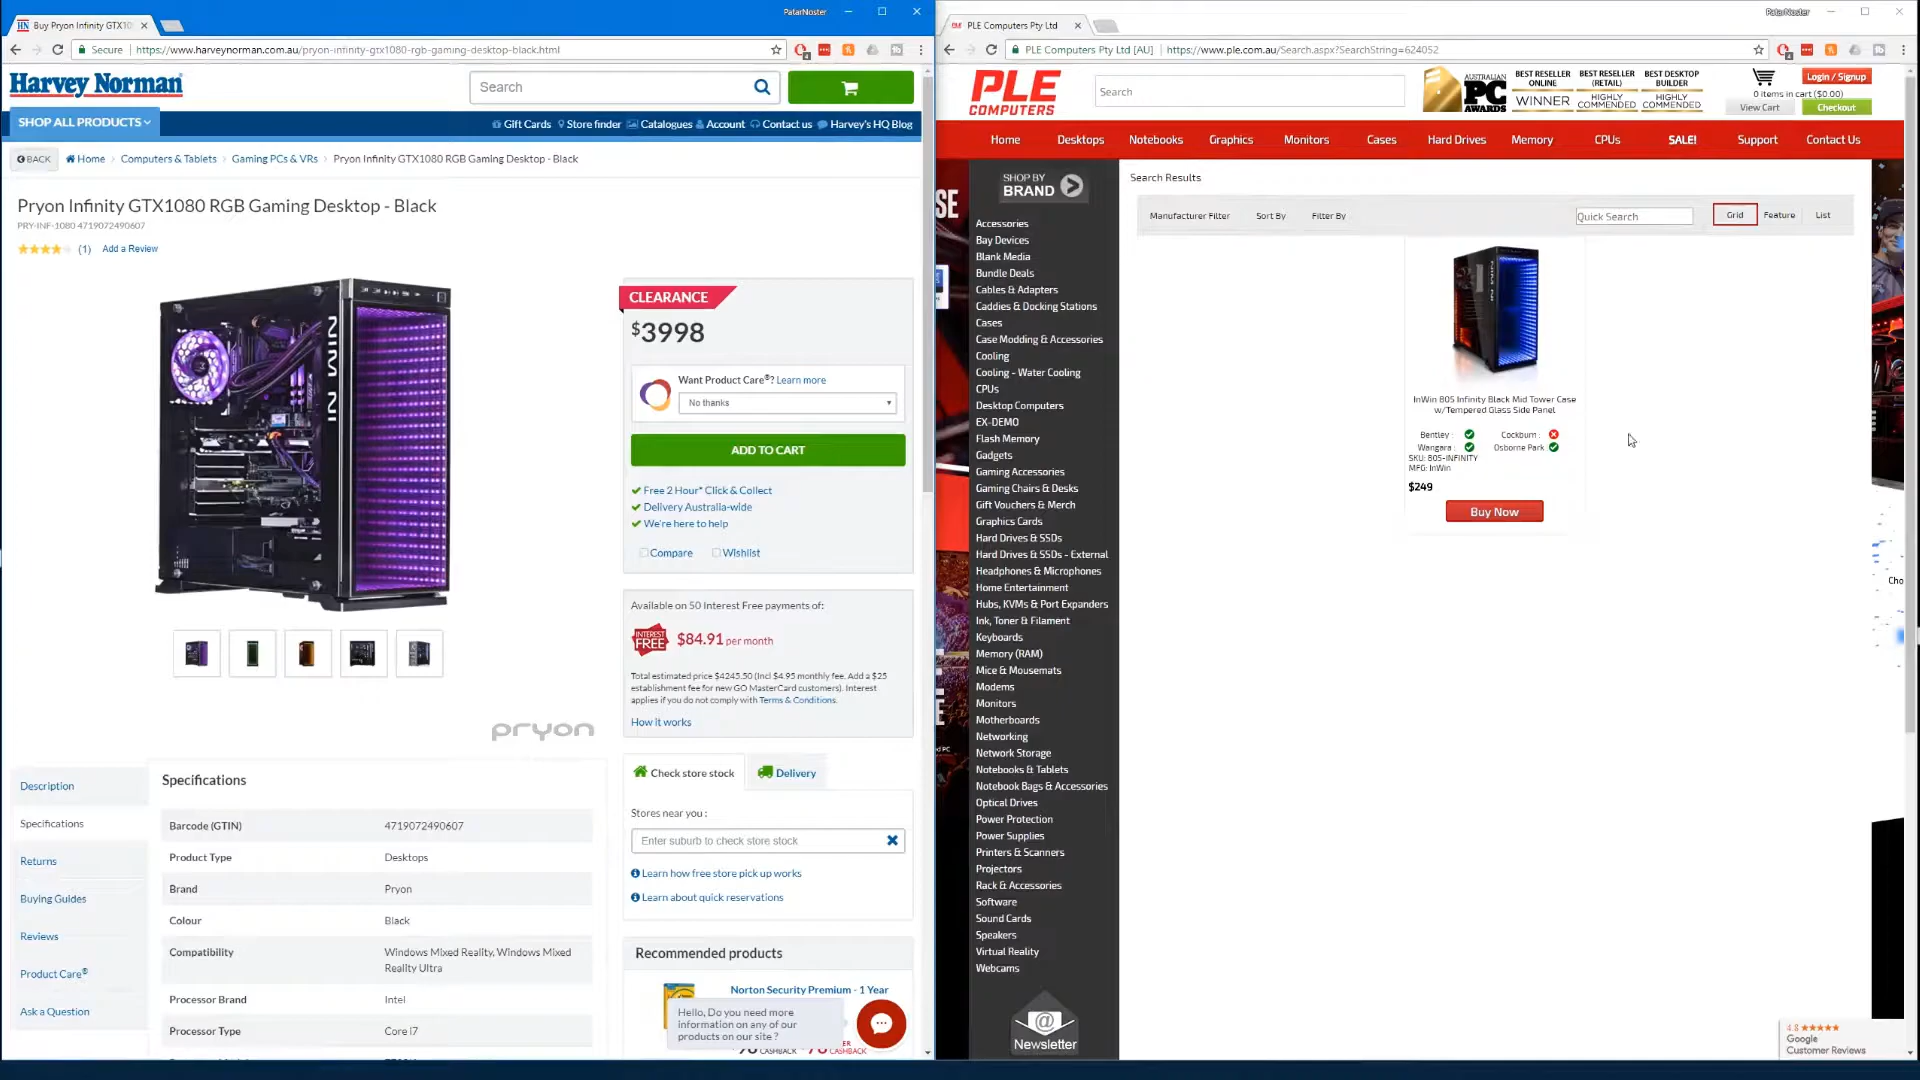 PatarNoster
Buy Pryon Infinity GTX10
Secure
https://www.harveynorman.com.au/pryon-infinity-gtx1080-rgb-gaming-desktop-black.html
Harvey Norman
Search
SHOP ALL PRODUCTS
Gift Cards
Store finder
Catalogues
Account
Contact us
Harvey's HQ Blog
BACK
Home
Computers & Tablets
Gaming PCs & VRs
Pryon Infinity GTX1080 RGB Gaming Desktop - Black
Pryon Infinity GTX1080 RGB Gaming Desktop - Black
PRY-INF-1080 4719072490607
(1) Add a Review
IN WIN
CLEARANCE
$3998
Want Product Care®? Learn more
No thanks
ADD TO CART
Free 2 Hour* Click & Collect
Delivery Australia-wide
We're here to help
Compare
Wishlist
Available on 50 Interest Free payments of:
INTEREST FREE
$84.91 per month
Total estimated price $4245.50 (Incl $4.95 monthly fee. Add a $25
establishment fee for new GO MasterCard customers). Interest
applies if you do not comply with Terms & Conditions.
How it works
pryon
Check store stock
Delivery
Stores near you :
Enter suburb to check store stock
Learn how free store pick up works
Learn about quick reservations
Recommended products
Norton Security Premium - 1 Year
Hello, Do you need more
information on any of our
products on our site ?
CASHBACK
CASHBACK
Description
Specifications
Returns
Buying Guides
Reviews
Product Care®
Ask a Question
Specifications
Barcode (GTIN) 4719072490607
Product Type Desktops
Brand Pryon
Colour Black
Compatibility Windows Mixed Reality, Windows Mixed
Reality Ultra
Processor Brand Intel
Processor Type Core i7
PatarNoster
PLE Computers Pty Ltd
PLE Computers Pty Ltd [AU]
https://www.ple.com.au/Search.aspx?SearchString=624052
PLE
COMPUTERS
Search
AUSTRALIAN
PC
AWARDS
BEST RESELLER
ONLINE
WINNER
BEST RESELLER
(RETAIL)
HIGHLY
COMMENDED
BEST DESKTOP
BUILDER
HIGHLY
COMMENDED
0 items in cart ($0.00)
View Cart
Login / Signup
Checkout
Home
Desktops
Notebooks
Graphics
Monitors
Cases
Hard Drives
Memory
CPUs
SALE!
Support
Contact Us
SHOP BY
BRAND
Accessories
Bay Devices
Blank Media
Bundle Deals
Cables & Adapters
Caddies & Docking Stations
Cases
Case Modding & Accessories
Cooling
Cooling - Water Cooling
CPUs
Desktop Computers
EX-DEMO
Flash Memory
Gadgets
Gaming Accessories
Gaming Chairs & Desks
Gift Vouchers & Merch
Graphics Cards
Hard Drives & SSDs
Hard Drives & SSDs - External
Headphones & Microphones
Home Entertainment
Hubs, KVMs & Port Expanders
Ink, Toner & Filament
Keyboards
Memory (RAM)
Mice & Mousemats
Modems
Monitors
Motherboards
Networking
Network Storage
Notebooks & Tablets
Notebook Bags & Accessories
Optical Drives
Power Protection
Power Supplies
Printers & Scanners
Projectors
Rack & Accessories
Software
Sound Cards
Speakers
Virtual Reality
Webcams
Newsletter
Search Results
Manufacturer Filter
Sort By
Filter By
Quick Search
Grid
Feature
List
InWin 805 Infinity Black Mid Tower Case
w/Tempered Glass Side Panel
Bentley : Cockburn :
Wangara : Osborne Park
SKU: 805-INFINITY
MFG: InWin
$249
Buy Now
SE
Cho
4.8
Google
Customer Reviews